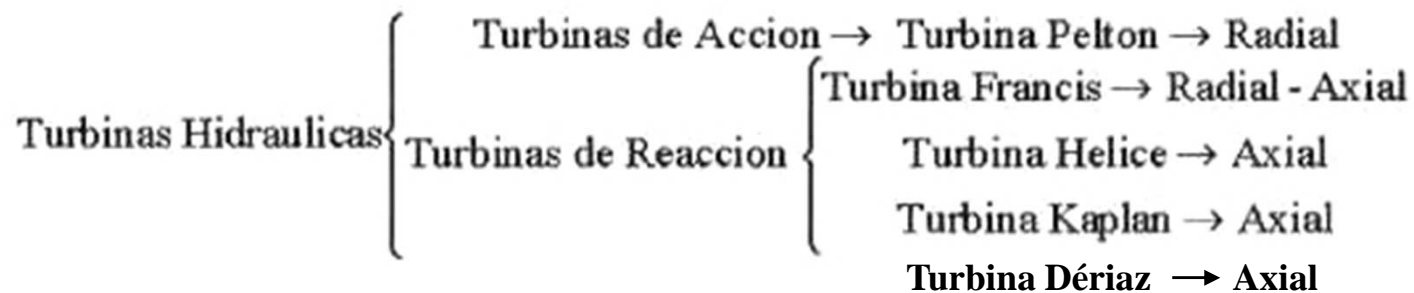 Turbinas de Accion → Turbina Pelton → Radial
Turbina Francis → Radial - Axial
Turbinas Hidraulicas
Turbinas de Reaccion
Turbina Helice → Axial
Turbina Kaplan → Axial
Turbina Dériaz → Axial